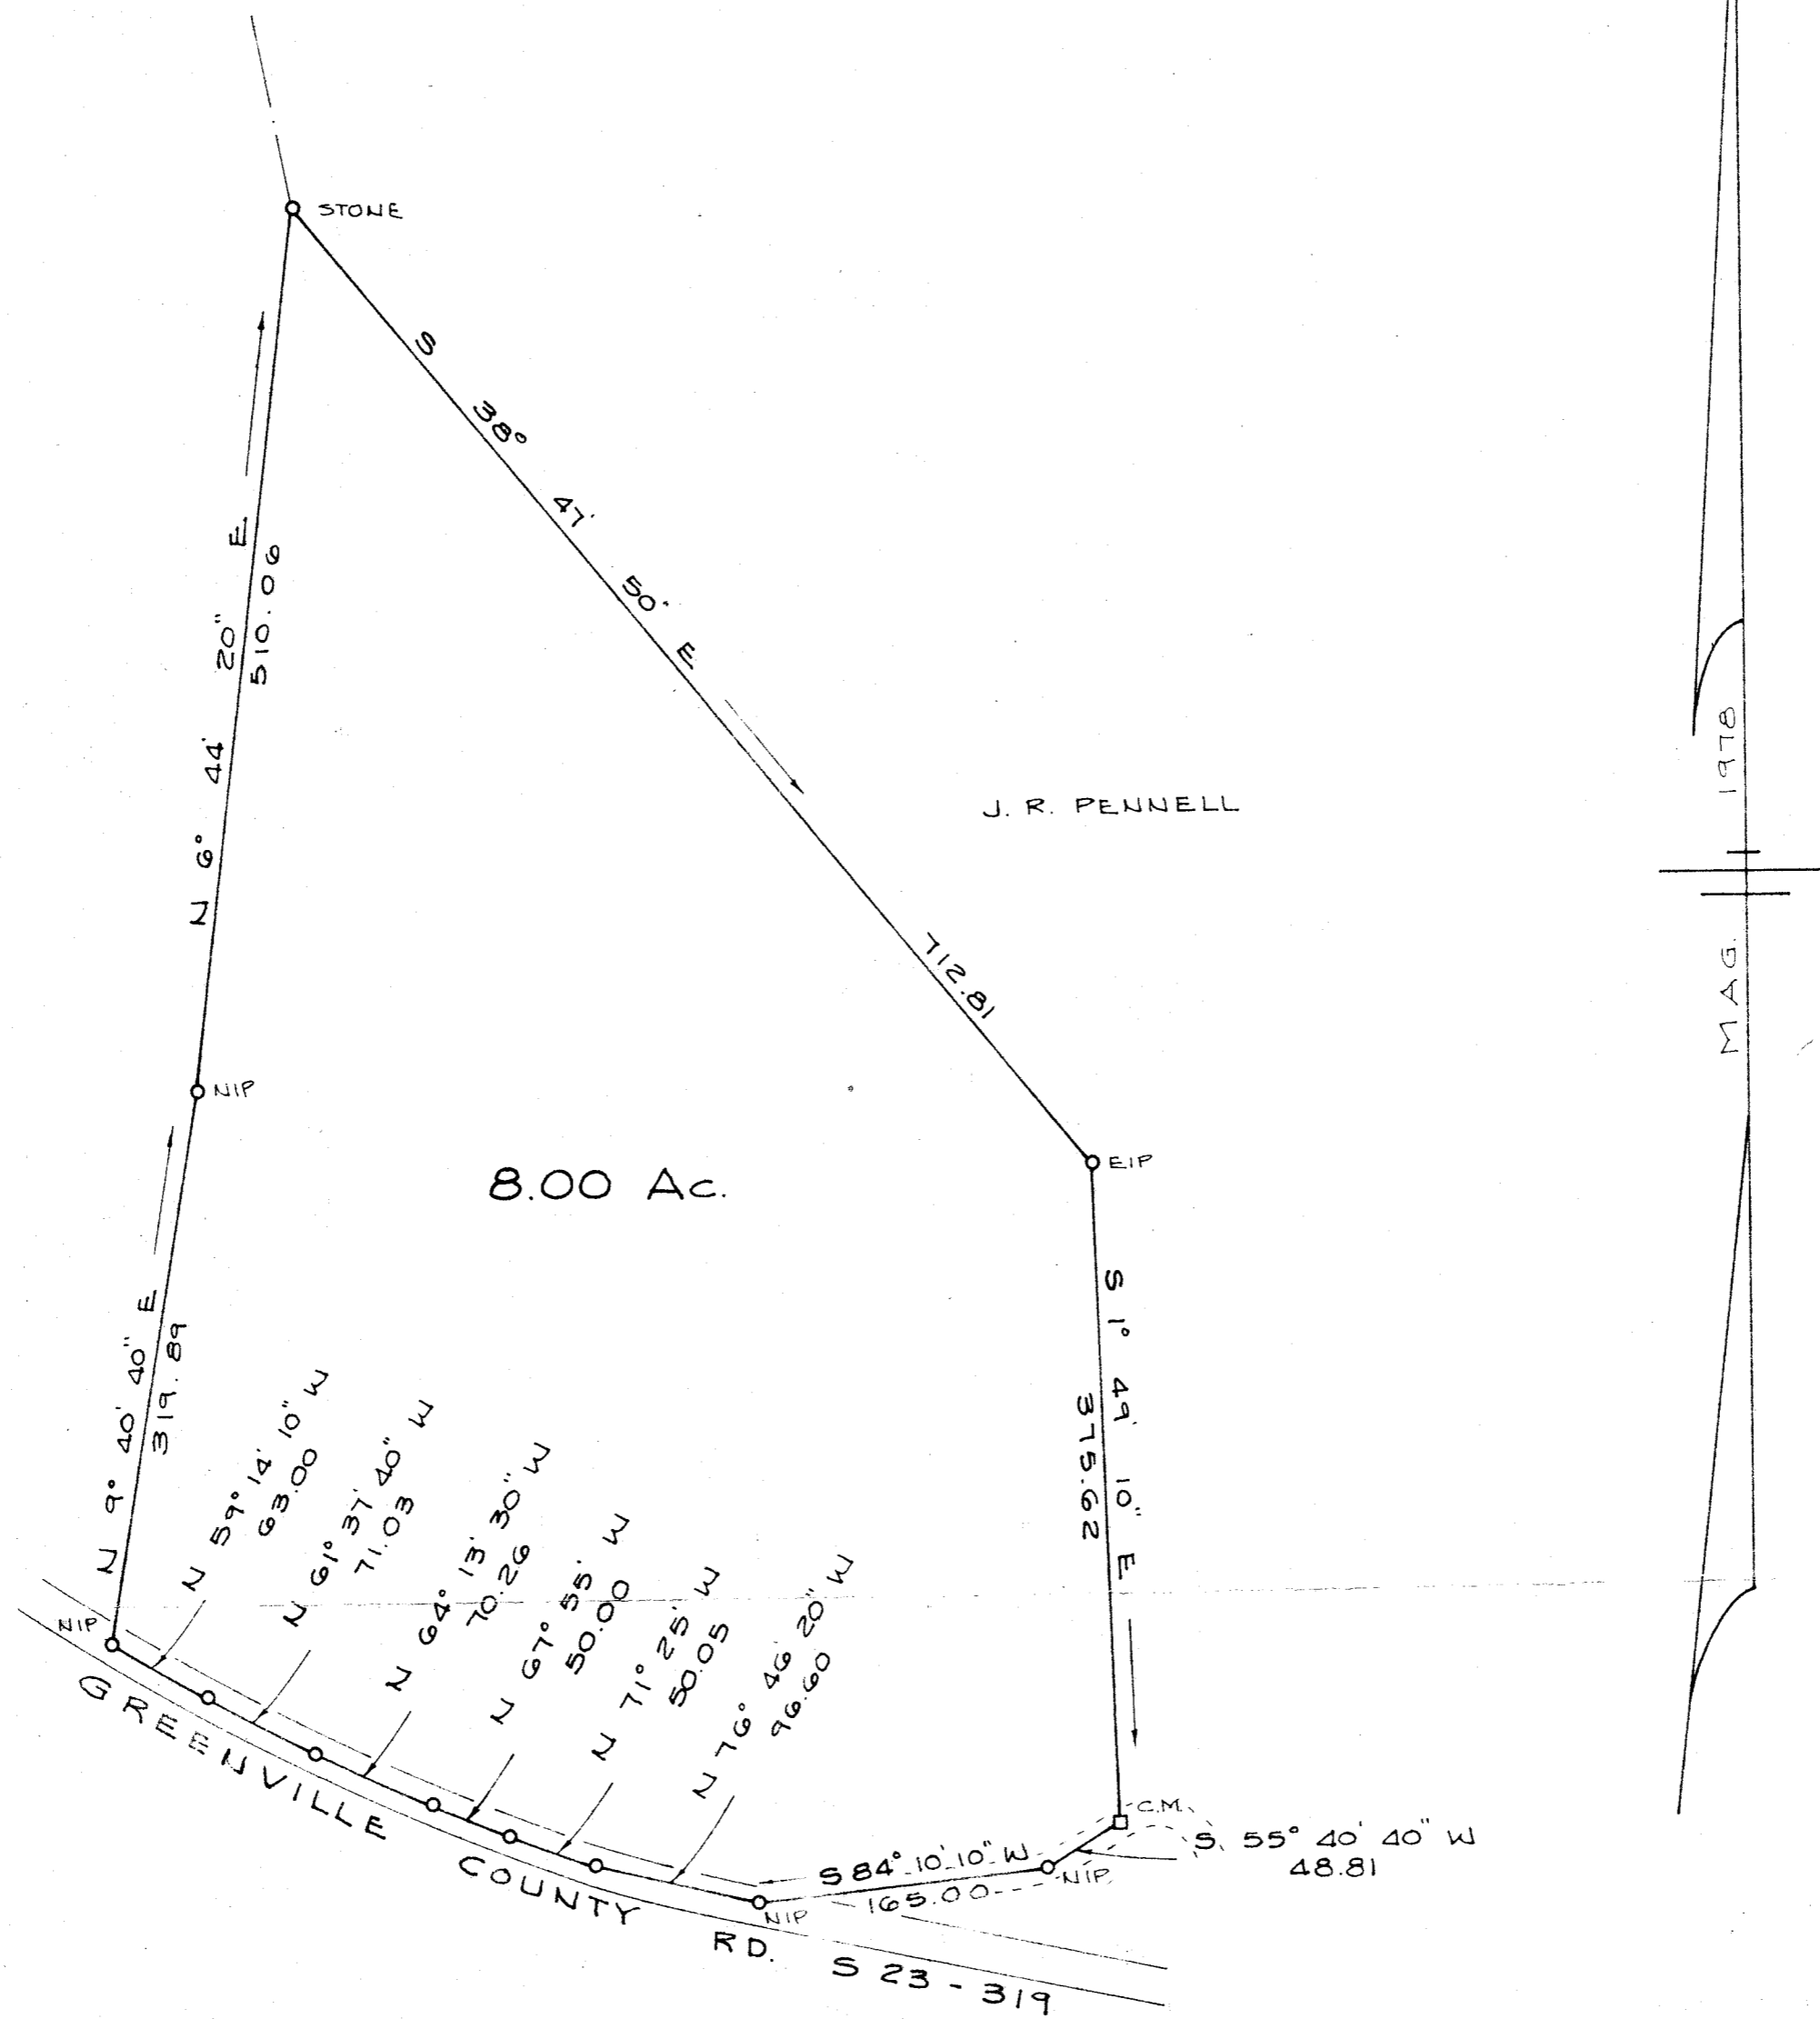 STONE
S 38° 47' 50" E
712.81
N 6° 44' 20" E
510.06
J. R. PENNELL
MAG. 1978
NIP
EIP
8.00 Ac.
N 9° 40' 40" E
319.89
S 1° 49' 10" E
375.62
N 59° 14' 10" W
63.00
N 61° 37' 40" W
71.03
N 64° 13' 30" W
70.26
N 67° 55' W
50.00
N 71° 25' W
50.05
N 76° 46' 20" W
96.60
NIP
C.M.
S 55° 40' 40" W
48.81
S 84° 10' 10" W
165.00
NIP
NIP
GREENVILLE COUNTY RD. S 23 - 319